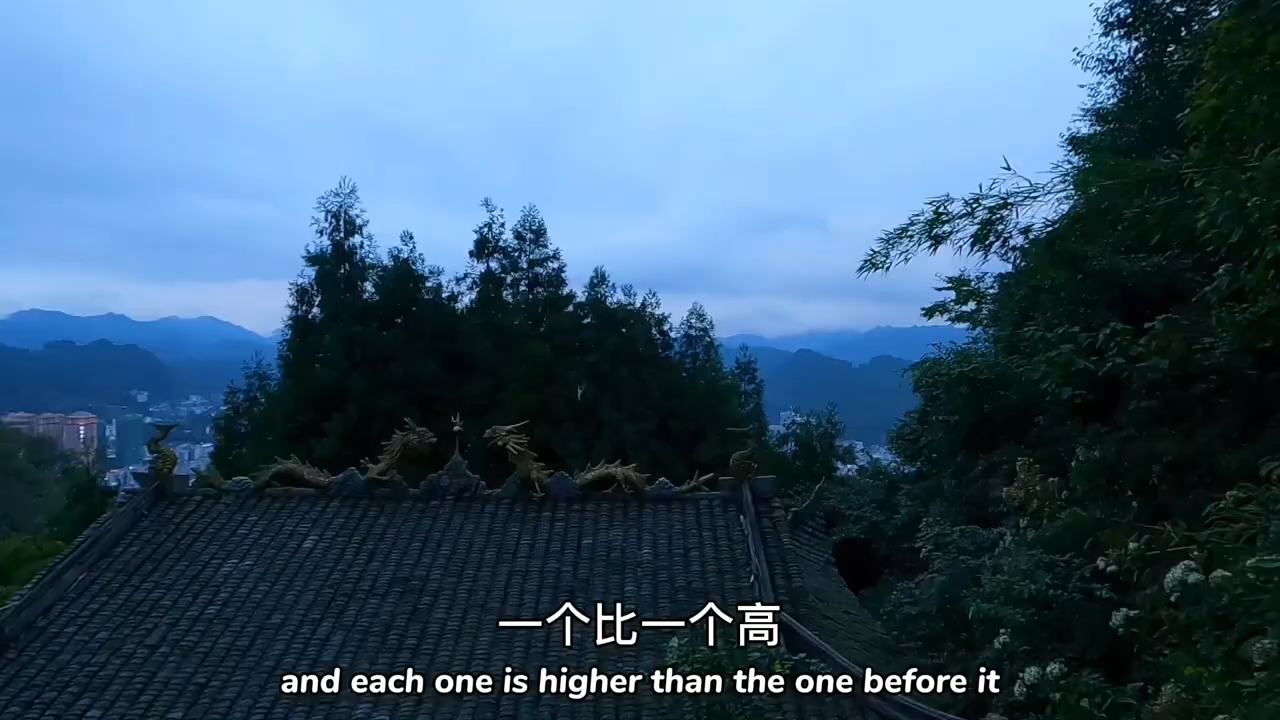 一个比一个高
and each one is higher than the one before it